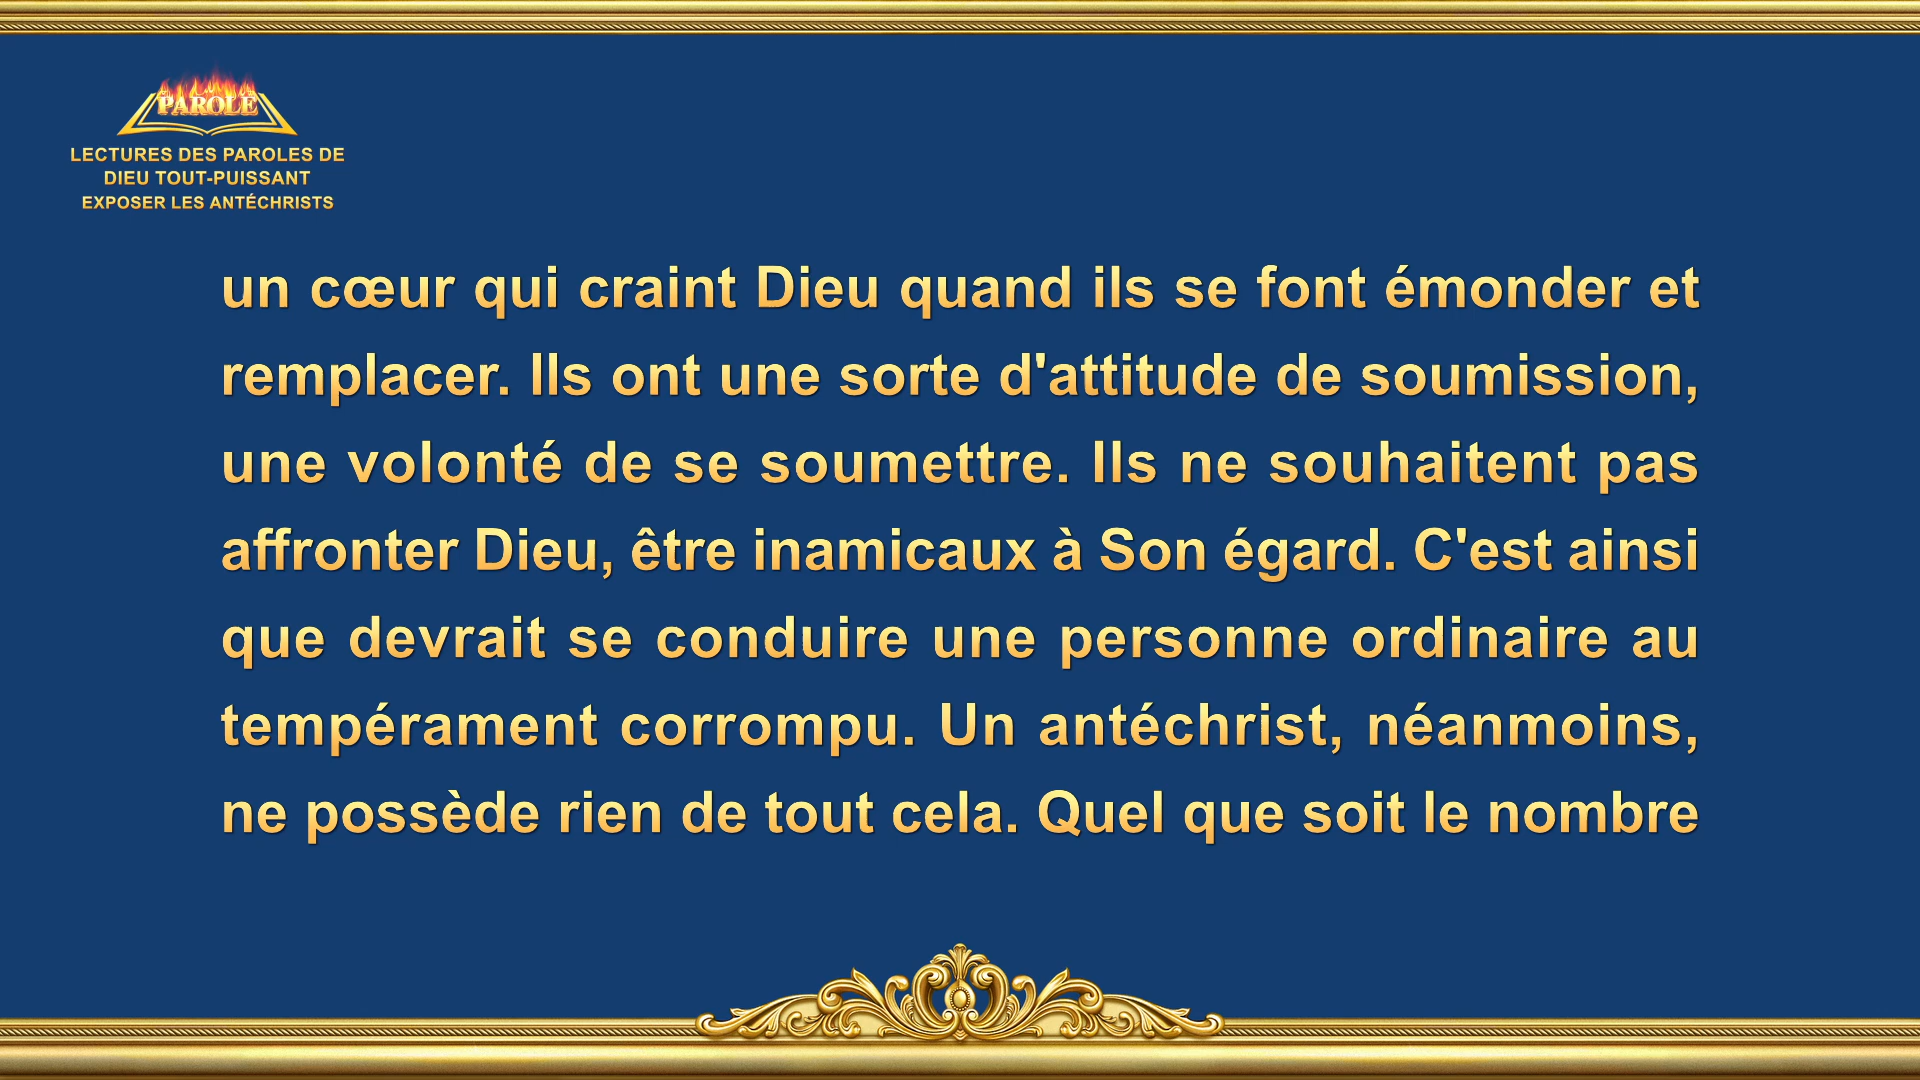 PAROLE
LECTURES DES PAROLES DE
DIEU TOUT-PUISSANT
EXPOSER LES ANTÉCHRISTS
un cœur qui craint Dieu quand ils se font émonder et
remplacer. Ils ont une sorte d'attitude de soumission,
une volonté de se soumettre. Ils ne souhaitent pas
affronter Dieu, être inamicaux à Son égard. C'est ainsi
que devrait se conduire une personne ordinaire au
tempérament corrompu. Un antéchrist, néanmoins,
ne possède rien de tout cela. Quel que soit le nombre